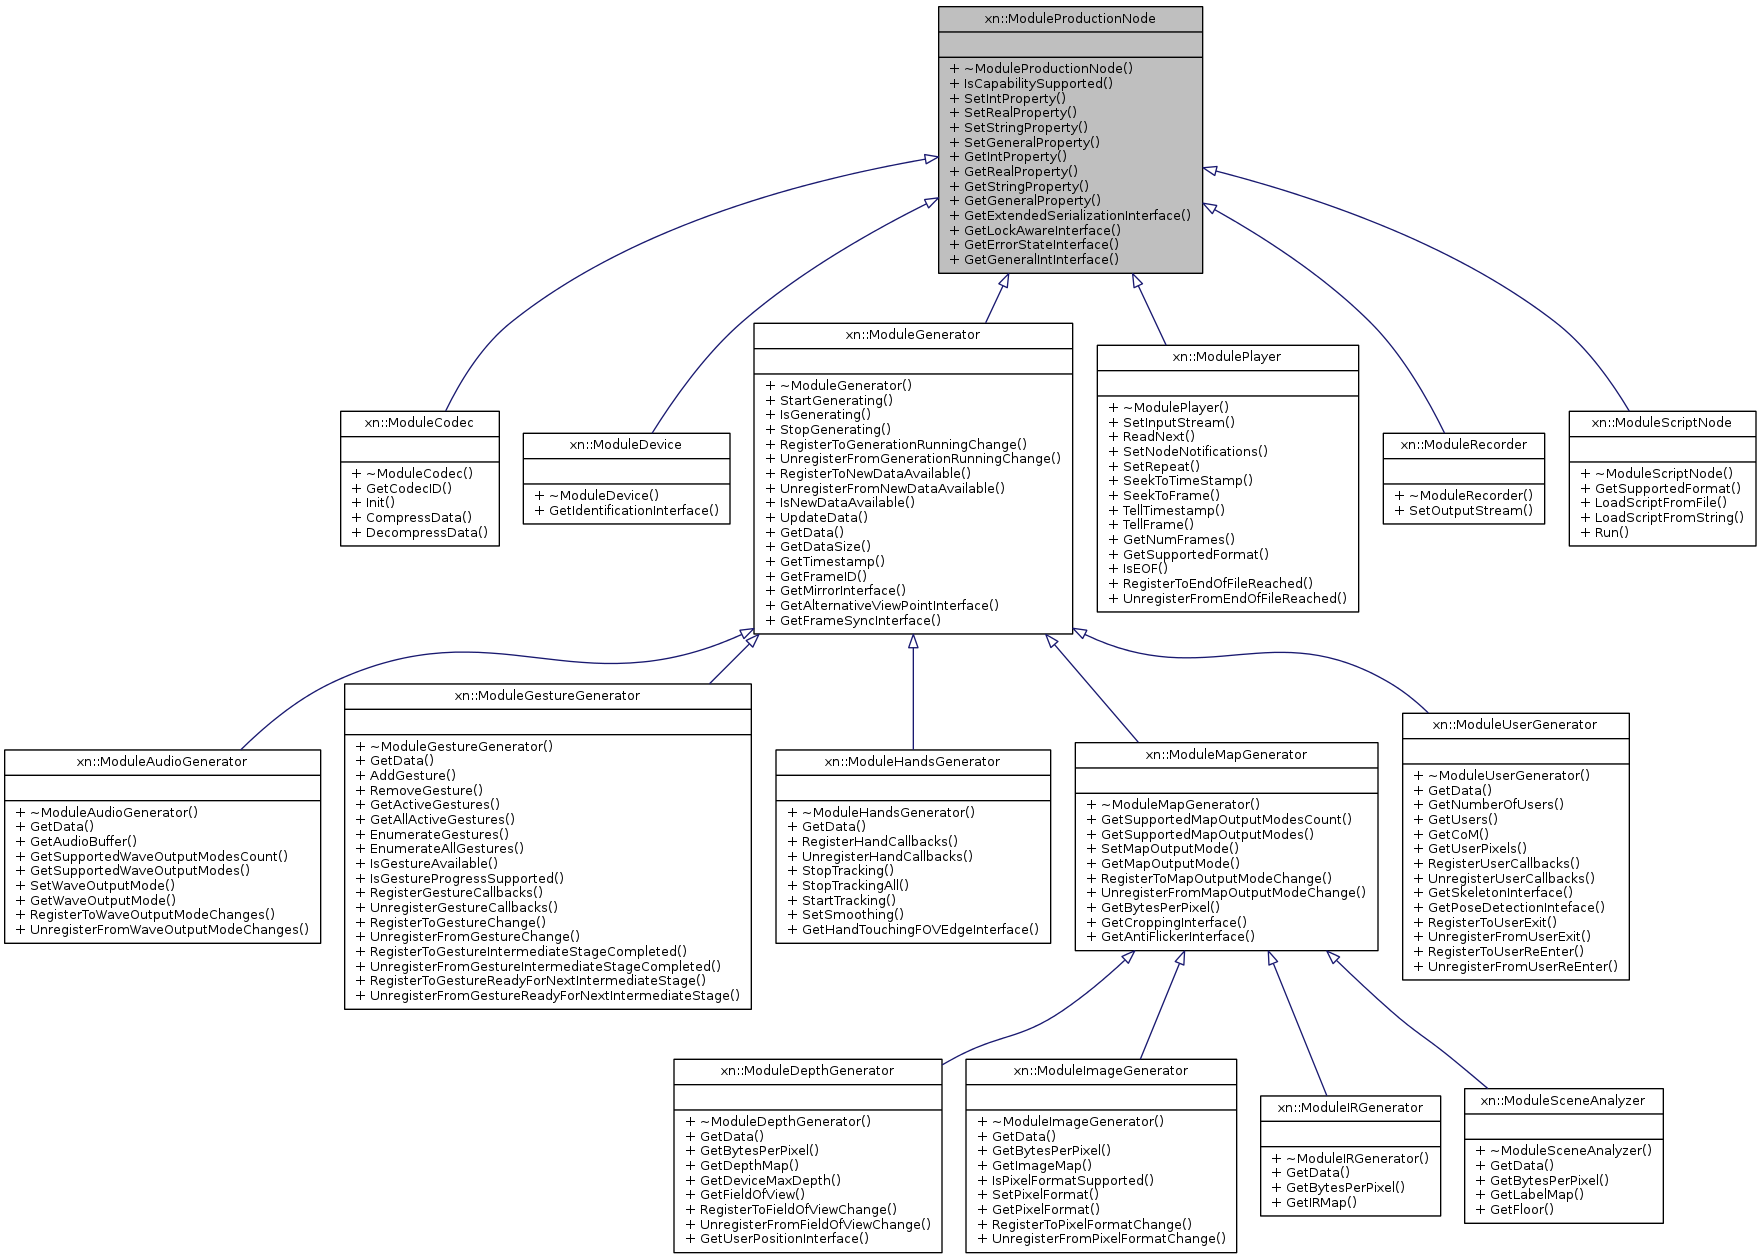 xn::ModuleProductionNode
+ ~ModuleProductionNode()
+ IsCapabilitySupported()
+ SetIntProperty()
+ SetRealProperty()
+ SetStringProperty()
+ SetGeneralProperty()
+ GetIntProperty()
+ GetRealProperty()
+ GetStringProperty()
+ GetGeneralProperty()
+ GetExtendedSerializationInterface()
+ GetLockAwareInterface()
+ GetErrorStateInterface()
+ GetGeneralIntInterface()
xn::ModuleCodec
+ ~ModuleCodec()
+ GetCodecID()
+ Init()
+ CompressData()
+ DecompressData()
xn::ModuleDevice
+ ~ModuleDevice()
+ GetIdentificationInterface()
xn::ModuleGenerator
+ ~ModuleGenerator()
+ StartGenerating()
+ IsGenerating()
+ StopGenerating()
+ RegisterToGenerationRunningChange()
+ UnregisterFromGenerationRunningChange()
+ RegisterToNewDataAvailable()
+ UnregisterFromNewDataAvailable()
+ IsNewDataAvailable()
+ UpdateData()
+ GetData()
+ GetDataSize()
+ GetTimestamp()
+ GetFrameID()
+ GetMirrorInterface()
+ GetAlternativeViewPointInterface()
+ GetFrameSyncInterface()
xn::ModulePlayer
+ ~ModulePlayer()
+ SetInputStream()
+ ReadNext()
+ SetNodeNotifications()
+ SetRepeat()
+ SeekToTimeStamp()
+ SeekToFrame()
+ TellTimestamp()
+ TellFrame()
+ GetNumFrames()
+ GetSupportedFormat()
+ IsEOF()
+ RegisterToEndOfFileReached()
+ UnregisterFromEndOfFileReached()
xn::ModuleRecorder
+ ~ModuleRecorder()
+ SetOutputStream()
xn::ModuleScriptNode
+ ~ModuleScriptNode()
+ GetSupportedFormat()
+ LoadScriptFromFile()
+ LoadScriptFromString()
+ Run()
xn::ModuleAudioGenerator
+ ~ModuleAudioGenerator()
+ GetData()
+ GetAudioBuffer()
+ GetSupportedWaveOutputModesCount()
+ GetSupportedWaveOutputModes()
+ SetWaveOutputMode()
+ GetWaveOutputMode()
+ RegisterToWaveOutputModeChanges()
+ UnregisterFromWaveOutputModeChanges()
xn::ModuleGestureGenerator
+ ~ModuleGestureGenerator()
+ GetData()
+ AddGesture()
+ RemoveGesture()
+ GetActiveGestures()
+ GetAllActiveGestures()
+ EnumerateGestures()
+ EnumerateAllGestures()
+ IsGestureAvailable()
+ IsGestureProgressSupported()
+ RegisterGestureCallbacks()
+ UnregisterGestureCallbacks()
+ RegisterToGestureChange()
+ UnregisterFromGestureChange()
+ RegisterToGestureIntermediateStageCompleted()
+ UnregisterFromGestureIntermediateStageCompleted()
+ RegisterToGestureReadyForNextIntermediateStage()
+ UnregisterFromGestureReadyForNextIntermediateStage()
xn::ModuleHandsGenerator
+ ~ModuleHandsGenerator()
+ GetData()
+ RegisterHandCallbacks()
+ UnregisterHandCallbacks()
+ StopTracking()
+ StopTrackingAll()
+ StartTracking()
+ SetSmoothing()
+ GetHandTouchingFOVEdgeInterface()
xn::ModuleMapGenerator
+ ~ModuleMapGenerator()
+ GetSupportedMapOutputModesCount()
+ GetSupportedMapOutputModes()
+ SetMapOutputMode()
+ GetMapOutputMode()
+ RegisterToMapOutputModeChange()
+ UnregisterFromMapOutputModeChange()
+ GetBytesPerPixel()
+ GetCroppingInterface()
+ GetAntiFlickerInterface()
xn::ModuleUserGenerator
+ ~ModuleUserGenerator()
+ GetData()
+ GetNumberOfUsers()
+ GetUsers()
+ GetCoM()
+ GetUserPixels()
+ RegisterUserCallbacks()
+ UnregisterUserCallbacks()
+ GetSkeletonInterface()
+ GetPoseDetectionInteface()
+ RegisterToUserExit()
+ UnregisterFromUserExit()
+ RegisterToUserReEnter()
+ UnregisterFromUserReEnter()
xn::ModuleDepthGenerator
+ ~ModuleDepthGenerator()
+ GetData()
+ GetBytesPerPixel()
+ GetDepthMap()
+ GetDeviceMaxDepth()
+ GetFieldOfView()
+ RegisterToFieldOfViewChange()
+ UnregisterFromFieldOfViewChange()
+ GetUserPositionInterface()
xn::ModuleImageGenerator
+ ~ModuleImageGenerator()
+ GetData()
+ GetBytesPerPixel()
+ GetImageMap()
+ IsPixelFormatSupported()
+ SetPixelFormat()
+ GetPixelFormat()
+ RegisterToPixelFormatChange()
+ UnregisterFromPixelFormatChange()
xn::ModuleIRGenerator
+ ~ModuleIRGenerator()
+ GetData()
+ GetBytesPerPixel()
+ GetIRMap()
xn::ModuleSceneAnalyzer
+ ~ModuleSceneAnalyzer()
+ GetData()
+ GetBytesPerPixel()
+ GetLabelMap()
+ GetFloor()